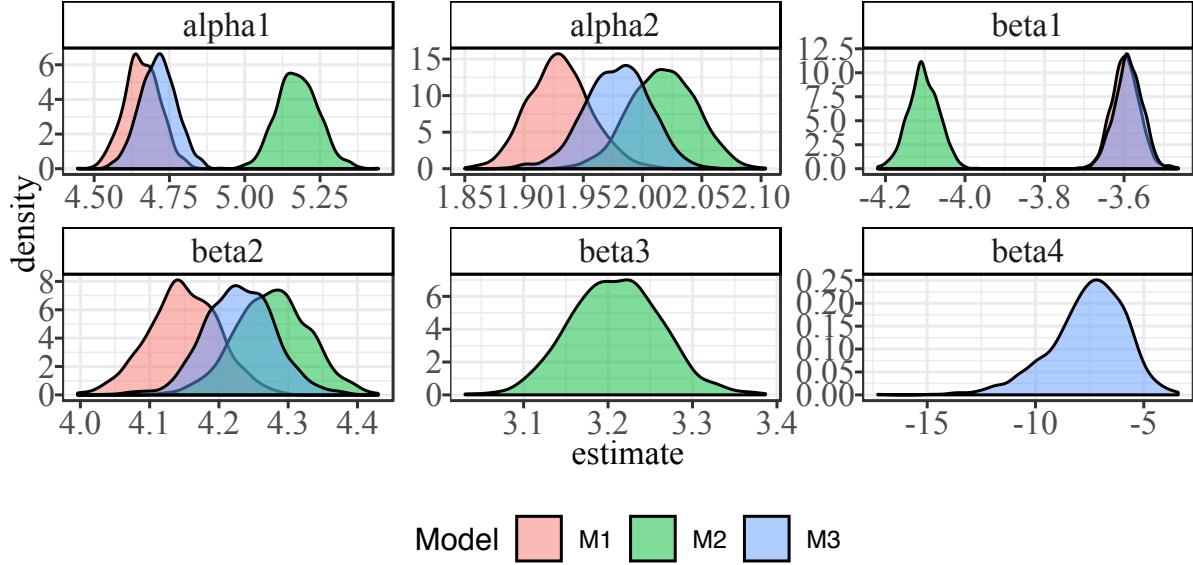 alpha1 alpha2 beta1
6
4
2
0
15
10
5
0
12.5
10.0
7.5
5.0
2.5
0.0
4.50 4.75 5.00 5.25
1.85 1.90 1.95 2.00 2.05 2.10
-4.2 -4.0 -3.8 -3.6
density
beta2 beta3 beta4
8
6
4
2
0
6
4
2
0
0.25
0.20
0.15
0.10
0.05
0.00
4.0 4.1 4.2 4.3 4.4
3.1 3.2 3.3 3.4
-15 -10 -5
estimate
Model M1 M2 M3